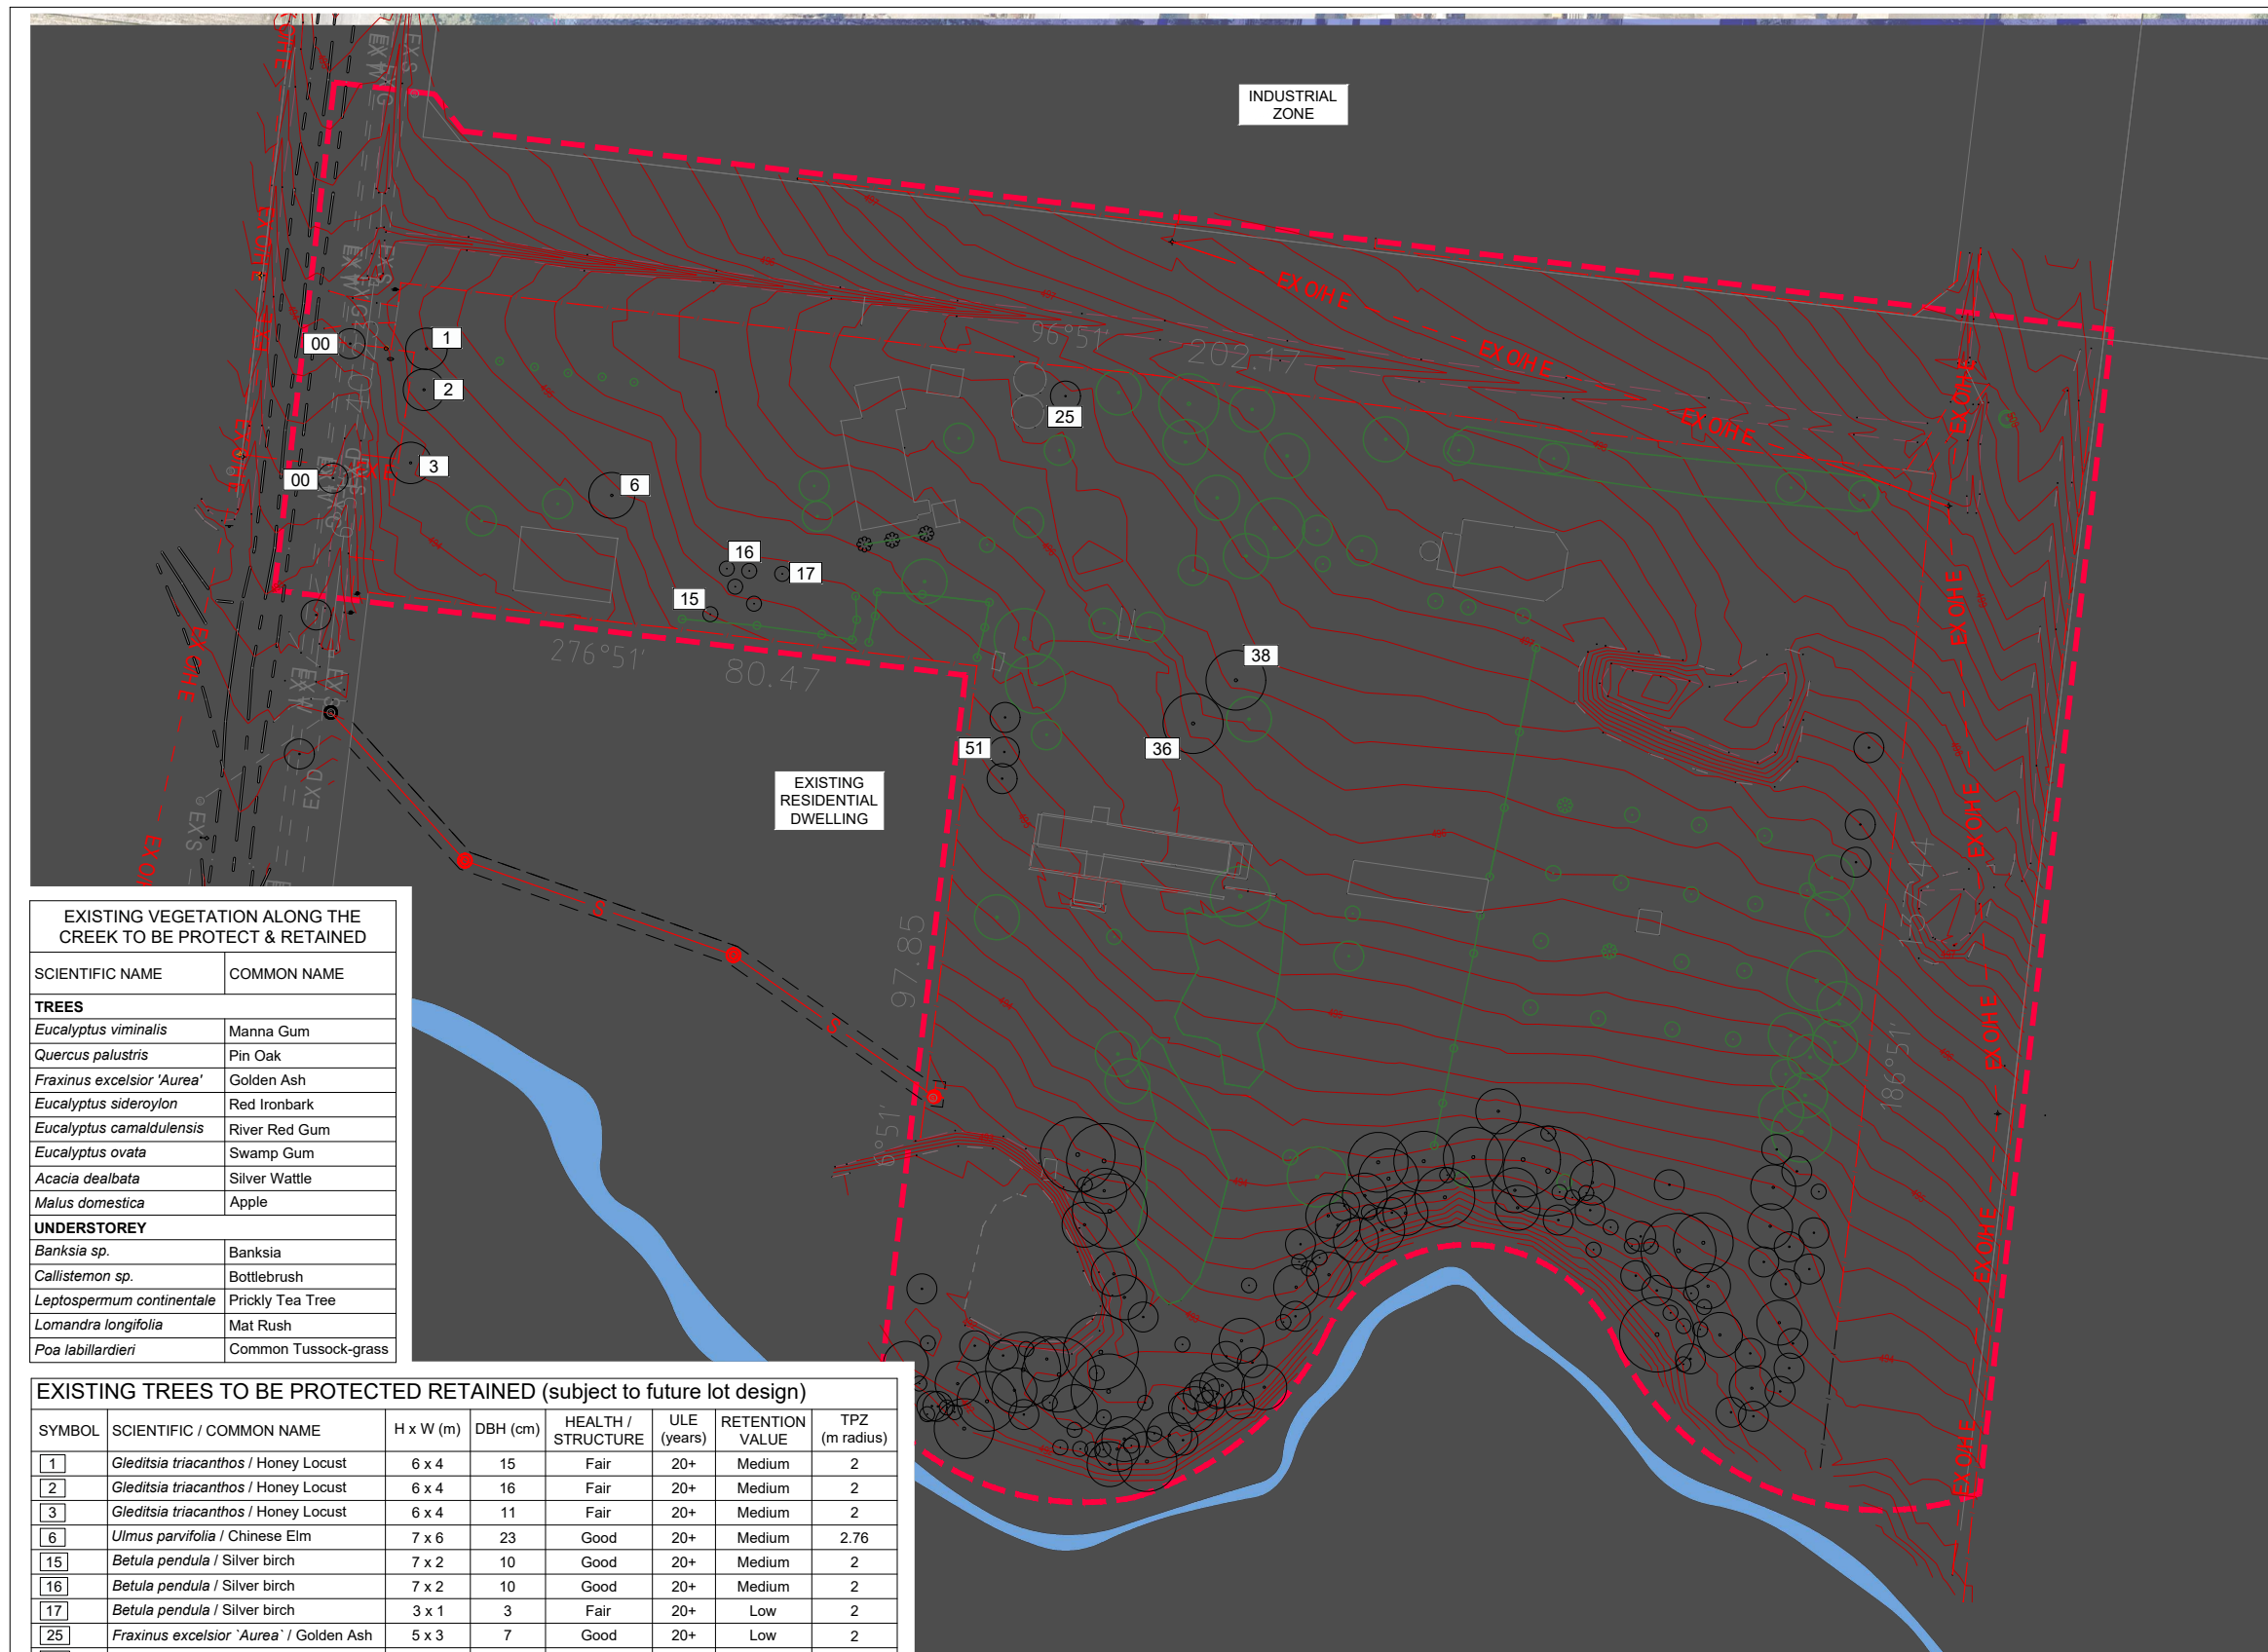 INDUSTRIAL
ZONE
EX O/H E
EX O/H E
EX O/H E
EX O/H E
EX O/H E
EX O/H E
EX O/H E
EX O/H E
EX O/H E
EX O/H E
96°51'
202.17
00
1
2
00
3
6
25
16
17
15
276°51'
80.47
38
36
51
EXISTING
RESIDENTIAL
DWELLING
EX D
EX S
S
S
97.85
6°51'
137.44
186°51'
EXISTING VEGETATION ALONG THE
CREEK TO BE PROTECT & RETAINED
SCIENTIFIC NAME COMMON NAME
TREES
Eucalyptus viminalis Manna Gum
Quercus palustris Pin Oak
Fraxinus excelsior 'Aurea' Golden Ash
Eucalyptus sideroylon Red Ironbark
Eucalyptus camaldulensis River Red Gum
Eucalyptus ovata Swamp Gum
Acacia dealbata Silver Wattle
Malus domestica Apple
UNDERSTOREY
Banksia sp. Banksia
Callistemon sp. Bottlebrush
Leptospermum continentale Prickly Tea Tree
Lomandra longifolia Mat Rush
Poa labillardieri Common Tussock-grass
EXISTING TREES TO BE PROTECTED RETAINED (subject to future lot design)
SYMBOL SCIENTIFIC / COMMON NAME H x W (m) DBH (cm) HEALTH / STRUCTURE ULE (years) RETENTION VALUE TPZ (m radius)
1 Gleditsia triacanthos / Honey Locust 6 x 4 15 Fair 20+ Medium 2
2 Gleditsia triacanthos / Honey Locust 6 x 4 16 Fair 20+ Medium 2
3 Gleditsia triacanthos / Honey Locust 6 x 4 11 Fair 20+ Medium 2
6 Ulmus parvifolia / Chinese Elm 7 x 6 23 Good 20+ Medium 2.76
15 Betula pendula / Silver birch 7 x 2 10 Good 20+ Medium 2
16 Betula pendula / Silver birch 7 x 2 10 Good 20+ Medium 2
17 Betula pendula / Silver birch 3 x 1 3 Fair 20+ Low 2
25 Fraxinus excelsior `Aurea` / Golden Ash 5 x 3 7 Good 20+ Low 2